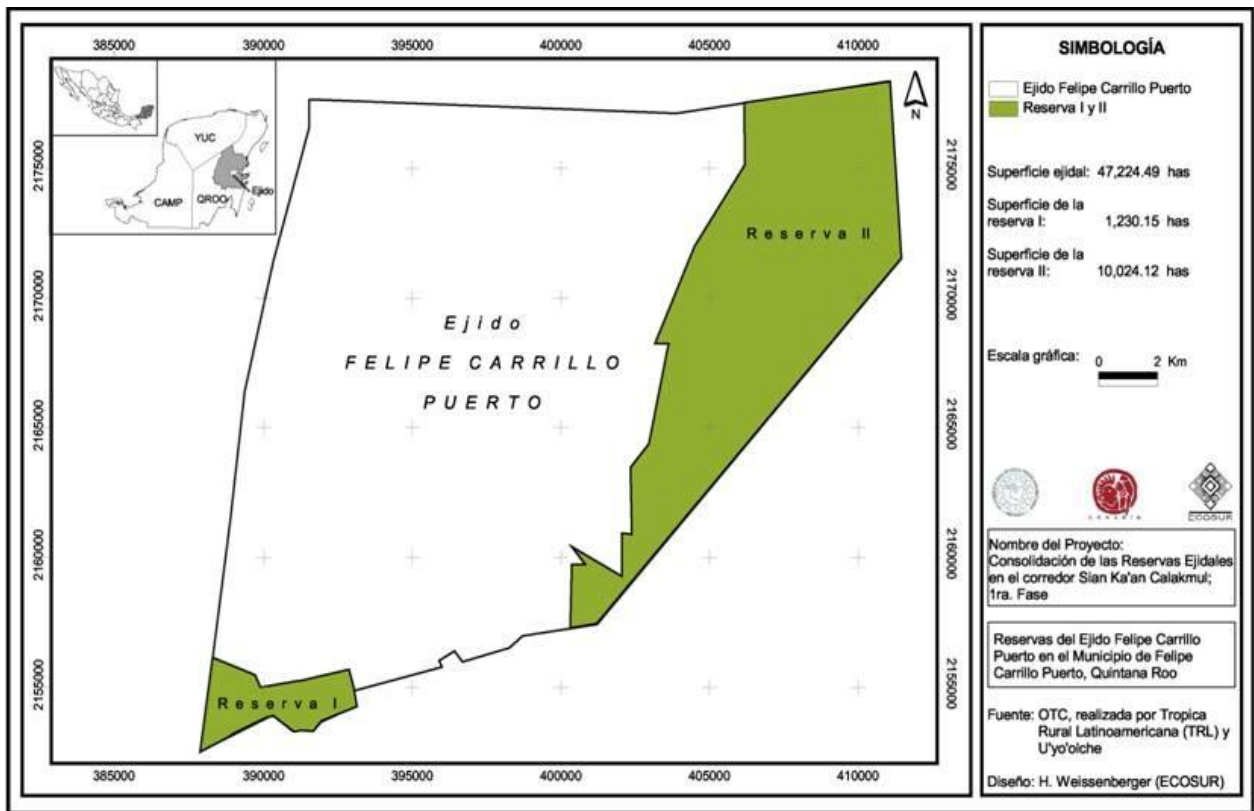 385000 390000 395000 400000 405000 410000
2175000
2170000
2165000
2160000
2155000
YUC
CAMP
QROO
Ejido
N
Reserva II
Ejido
FELIPE CARRILLO
PUERTO
Reserva I
2175000
2170000
2165000
2160000
2155000
385000 390000 395000 400000 405000 410000
SIMBOLOGÍA
Ejido Felipe Carrillo Puerto
Reserva I y II
Superficie ejidal: 47,224.49 has
Superficie de la
reserva I: 1,230.15 has
Superficie de la
reserva II: 10,024.12 has
Escala gráfica: 0 2 Km
ECOSUR
Nombre del Proyecto:
Consolidación de las Reservas Ejidales
en el corredor Sian Ka'an Calakmul;
1ra. Fase
Reservas del Ejido Felipe Carrillo
Puerto en el Municipio de Felipe
Carrillo Puerto, Quintana Roo
Fuente: OTC, realizada por Tropica
Rural Latinoamericana (TRL) y
U'yo'olche
Diseño: H. Weissenberger (ECOSUR)